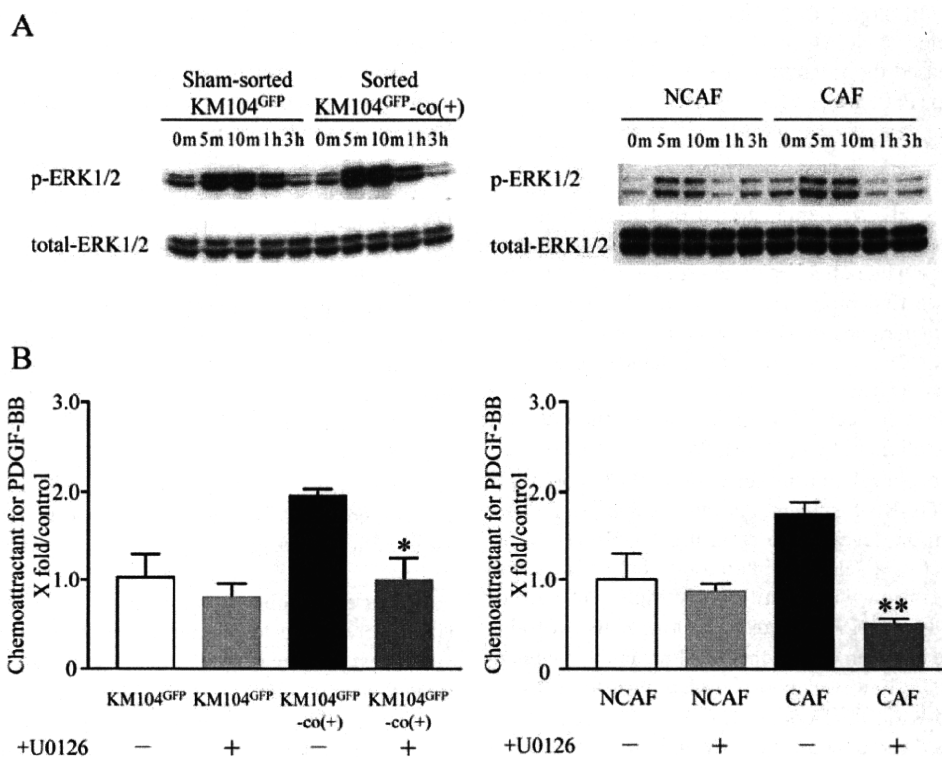 A
Sham-sorted
KM104GFP
Sorted
KM104GFP-co(+)
0m 5m 10m 1h 3h 0m 5m 10m 1h 3h
p-ERK1/2
total-ERK1/2
NCAF CAF
0m 5m 10m 1h 3h 0m 5m 10m 1h 3h
p-ERK1/2
total-ERK1/2
B
Chemoattractant for PDGF-BB
X fold/control
3.0
2.0
1.0
0
*
KM104GFP KM104GFP KM104GFP KM104GFP
-co(+) -co(+)
+U0126 − + − +
Chemoattractant for PDGF-BB
X fold/control
3.0
2.0
1.0
0
**
NCAF NCAF CAF CAF
+U0126 − + − +